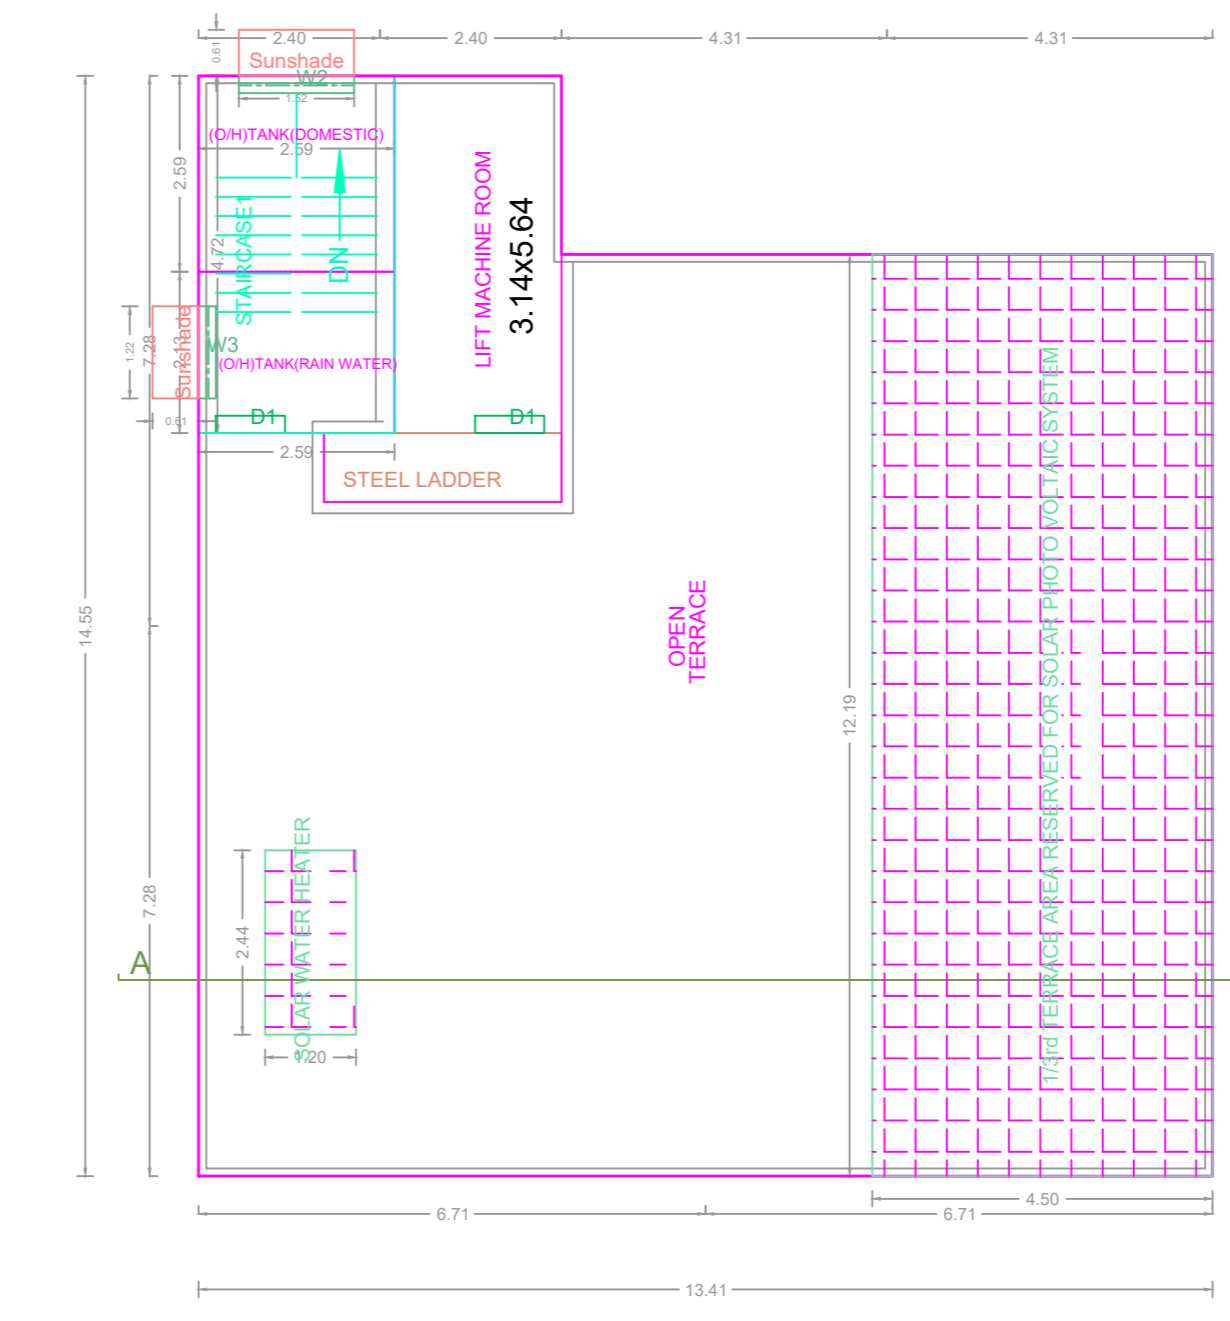 2.40
2.40
4.31
4.31
0.61
Sunshade
W2
1.52
(O/H)TANK(DOMESTIC)
2.59
2.59
STAIRCASE1
4.72
DN
LIFT MACHINE ROOM
3.14x5.64
Sunshade
W3
1.22
7.28
2.13
(O/H)TANK(RAIN WATER)
0.61
D1
D1
2.59
STEEL LADDER
14.55
OPEN
TERRACE
12.19
1/3rd TERRACE AREA RESERVED FOR SOLAR PHOTO VOLTAIC SYSTEM
SOLAR WATER HEATER
2.44
7.28
A
1.20
4.50
6.71
6.71
13.41